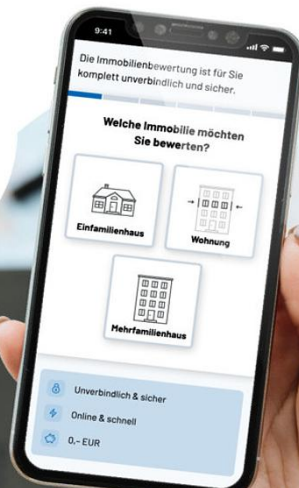 9:41
Die Immobilienbewertung ist für Sie
komplett unverbindlich und sicher.
Welche Immobilie möchten
Sie bewerten?
Einfamilienhaus
Wohnung
Mehrfamilienhaus
Unverbindlich & sicher
Online & schnell
0,- EUR